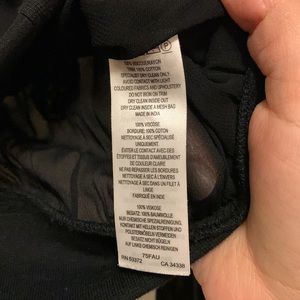 100% VISCOSE/RAYON
TRIM: 100% COTTON
SPECIALIST DRY CLEAN ONLY
AVOID CONTACT WITH LIGHT
COLOURED FABRICS AND UPHOLSTERY
DO NOT IRON ON TRIM
DRY CLEAN INSIDE OUT
DRY CLEAN INSIDE A MESH BAG
MADE IN INDIA
100% VISCOSE
BORDURE: 100% COTON
NETTOYAGE À SEC SPÉCIALISÉ
UNIQUEMENT.
ÉVITER LE CONTACT AVEC DES
ÉTOFFES ET TISSUS D'AMEUBLEMENT
DE COULEUR CLAIRE
NE PAS REPASSER LES BORDURES
NETTOYAGE À SEC À L'ENVERS
NETTOYAGE À SEC DANS UN FILET À
LINGE
FABRIQUÉ EN INDE
100% VISKOSE
BESATZ: 100% BAUMWOLLE
NUR CHEMISCHE SPEZIALREINIGUNG.
KONTAKT MIT HELLEN STOFFEN UND
POLSTERMÖBELN VERMEIDEN
BESATZ NICHT BÜGELN
AUF LINKS CHEMISCH REINIGEN
75FAU
RN 93372 CA 34338